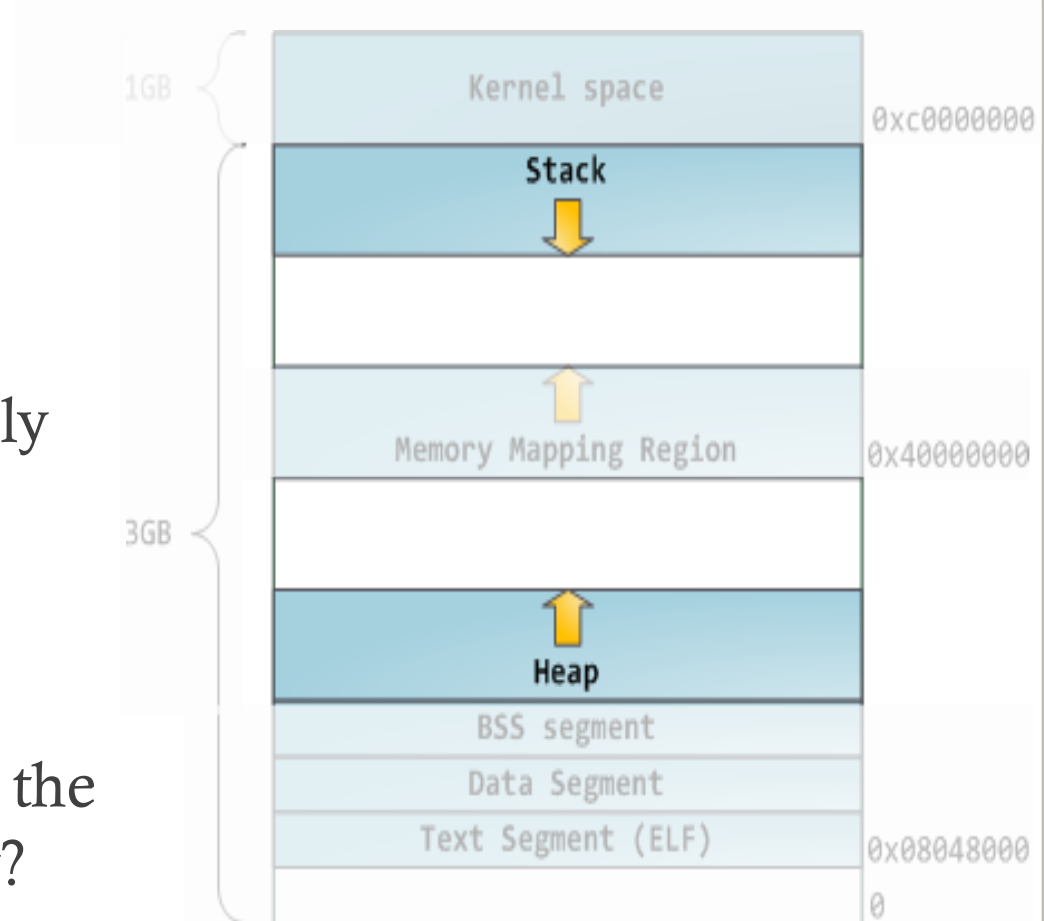 1GB
Kernel space
0xc0000000
Stack
ly
Memory Mapping Region
0x40000000
3GB
Heap
BSS segment
Data Segment
the
Text Segment (ELF)
0x08048000
?
0